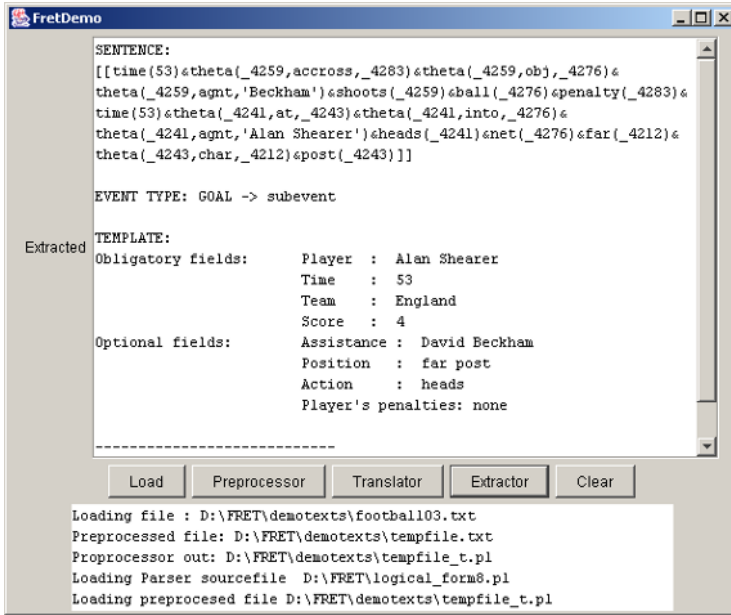 FretDemo
SENTENCE:
[[time(53)&theta(_4259,accross,_4283)&theta(_4259,obj,_4276)&
theta(_4259,agnt,'Beckham')&shoots(_4259)&ball(_4276)&penalty(_4283)&
time(53)&theta(_4241,at,_4243)&theta(_4241,into,_4276)&
theta(_4241,agnt,'Alan Shearer')&heads(_4241)&net(_4276)&far(_4212)&
theta(_4243,char,_4212)&post(_4243)]]
EVENT TYPE: GOAL -> subevent
Extracted
TEMPLATE:
Obligatory fields: Player : Alan Shearer
Time : 53
Team : England
Score : 4
Optional fields: Assistance : David Beckham
Position : far post
Action : heads
Player's penalties: none
---------------------------
Load Preprocessor Translator Extractor Clear
Loading file : D:\FRET\demotexts\football03.txt
Preprocessed file: D:\FRET\demotexts\tempfile.txt
Proprocessor out: D:\FRET\demotexts\tempfile_t.pl
Loading Parser sourcefile D:\FRET\logical_form8.pl
Loading preprocesed file D:\FRET\demotexts\tempfile_t.pl